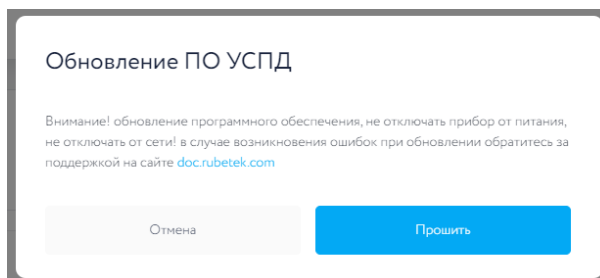 Обновление ПО УСПД
Внимание! обновление программного обеспечения, не отключать прибор от питания,
не отключать от сети! в случае возникновения ошибок при обновлении обратитесь за
поддержкой на сайте doc.rubetek.com
Отмена
Прошить